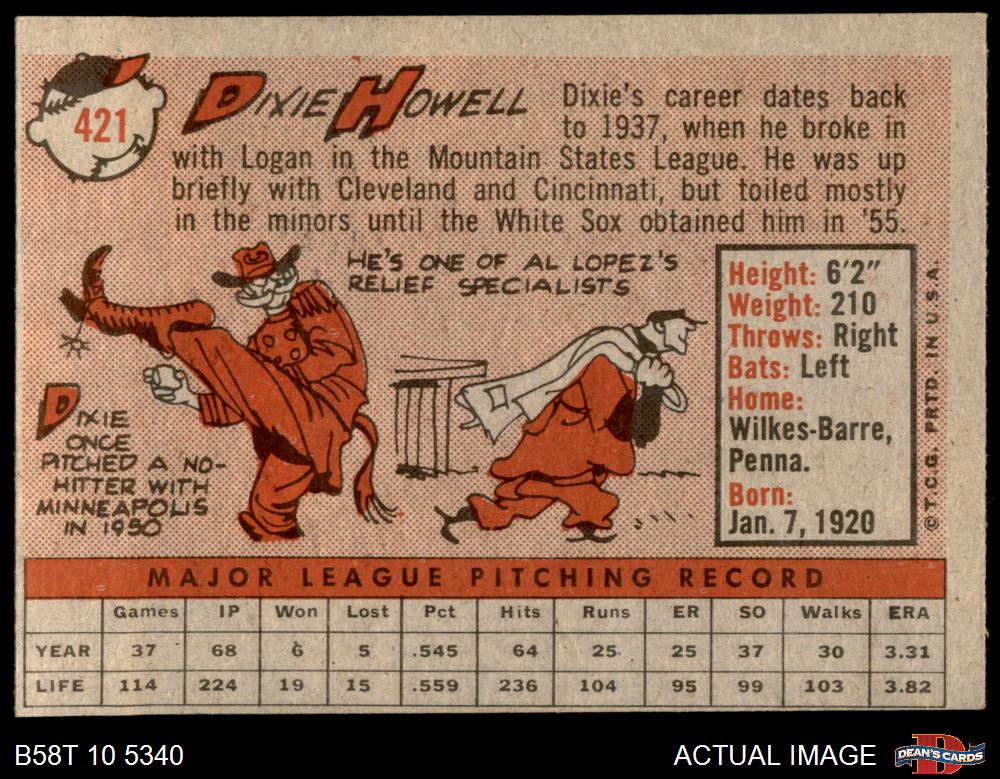 421
DIXIE HOWELL
Dixie's career dates back
to 1937, when he broke in
with Logan in the Mountain States League. He was up
briefly with Cleveland and Cincinnati, but toiled mostly
in the minors until the White Sox obtained him in '55.
HE'S ONE OF AL LOPEZ'S
RELIEF SPECIALISTS
C
DIXIE
ONCE
PITCHED A NO-
HITTER WITH
MINNEAPOLIS
IN 1950
Height: 6'2"
Weight: 210
Throws: Right
Bats: Left
Home:
Wilkes-Barre,
Penna.
Born:
Jan. 7, 1920
© T.C.G. PRTD. IN U.S.A.
MAJOR LEAGUE PITCHING RECORD
Games IP Won Lost Pct Hits Runs ER SO Walks ERA
YEAR 37 68 6 5 .545 64 25 25 37 30 3.31
LIFE 114 224 19 15 .559 236 104 95 99 103 3.82
B58T 10 5340
ACTUAL IMAGE
D
DEAN'S CARDS